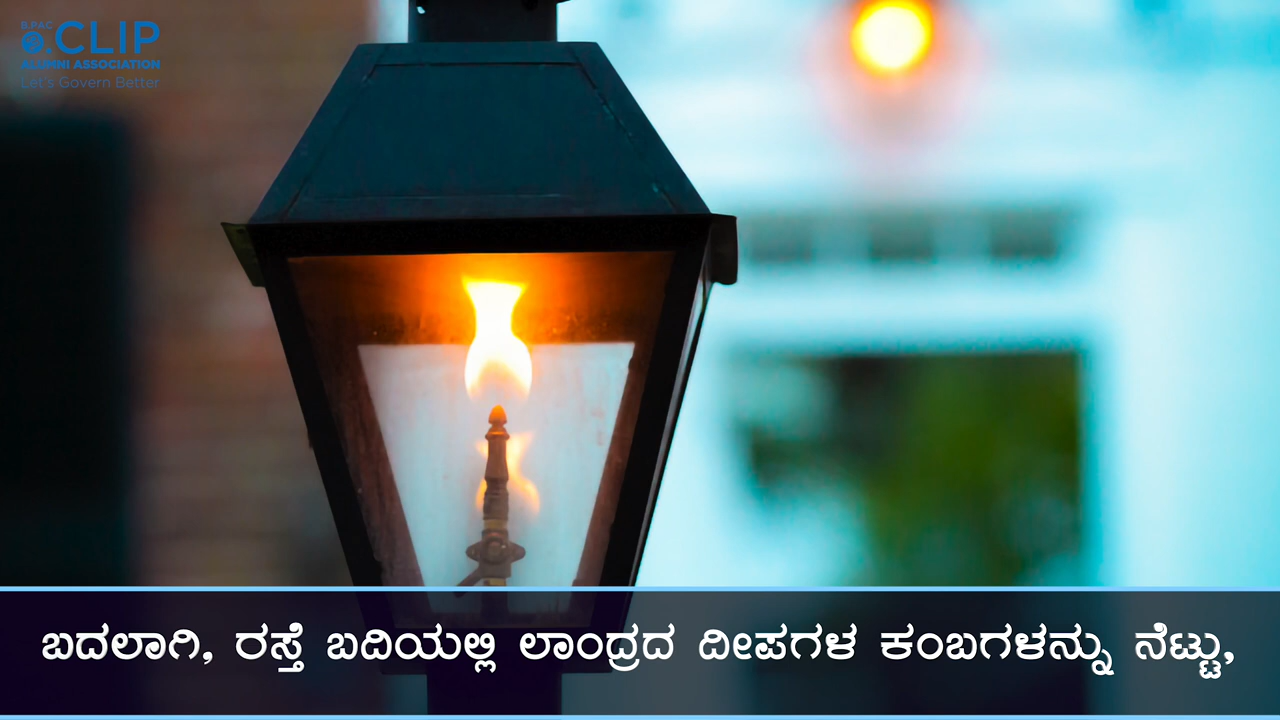 B.PAC
B.CLIP
ALUMNI ASSOCIATION
Let's Govern Better
ಬದಲಾಗಿ, ರಸ್ತೆ ಬದಿಯಲ್ಲಿ ಲಾಂದ್ರದ ದೀಪಗಳ ಕಂಬಗಳನ್ನು ನೆಟ್ಟು,